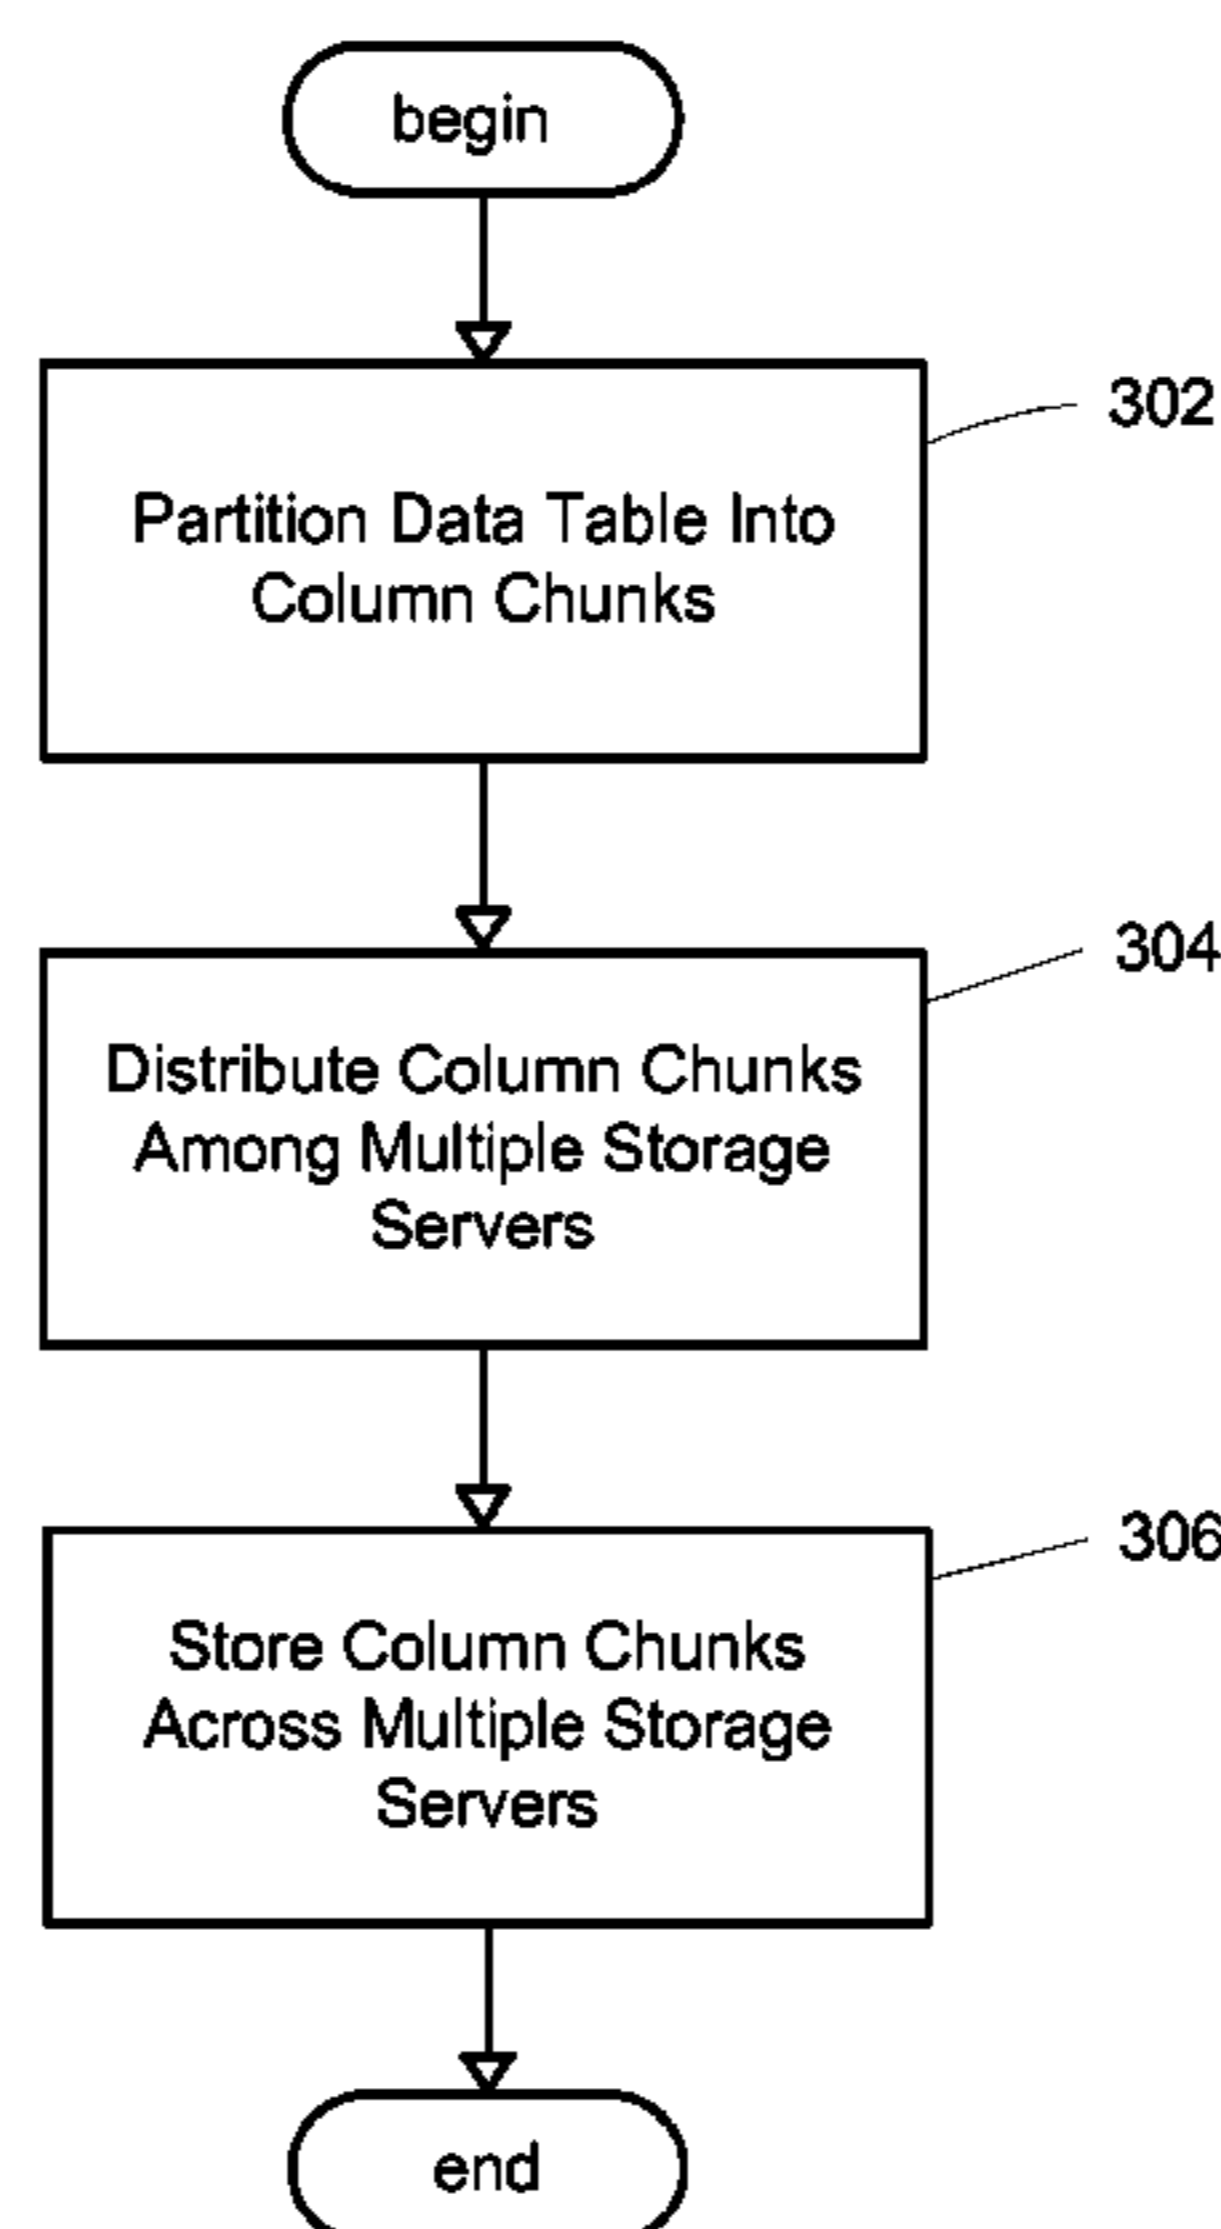 begin
302
Partition Data Table Into
Column Chunks
304
Distribute Column Chunks
Among Multiple Storage
Servers
306
Store Column Chunks
Across Multiple Storage
Servers
end